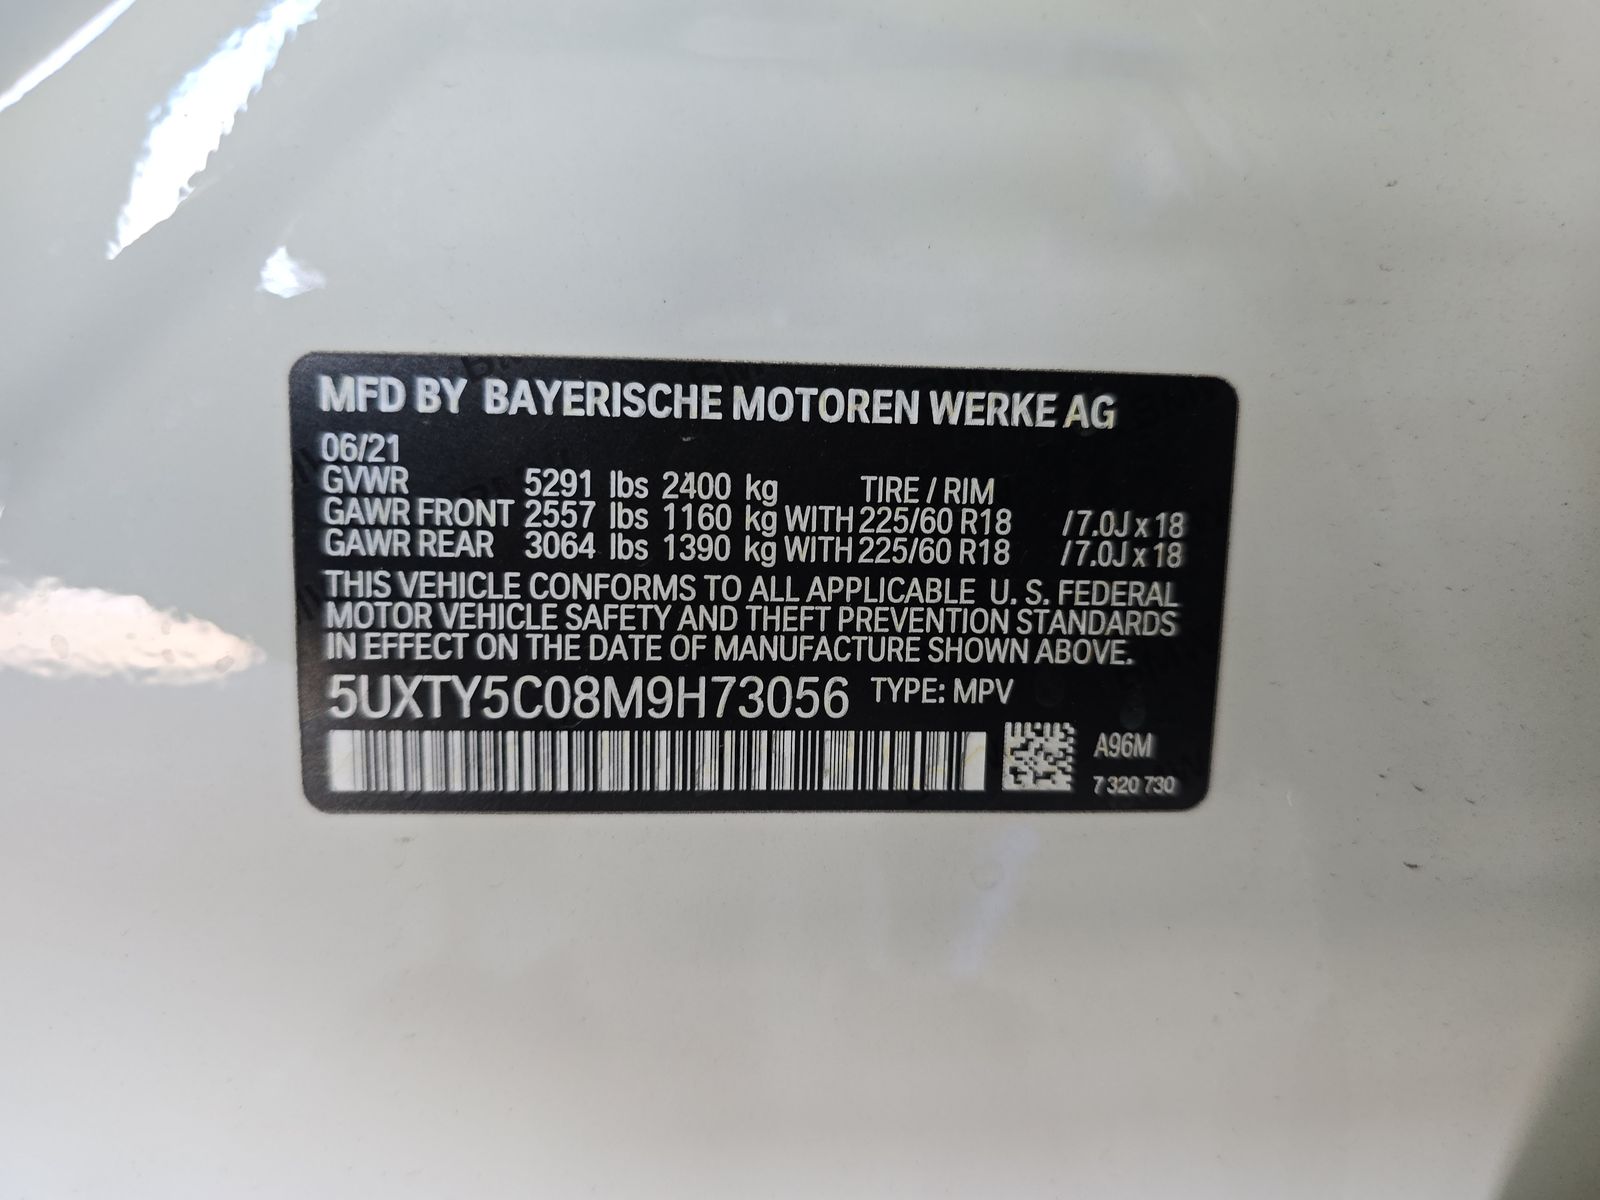 MFD BY BAYERISCHE MOTOREN WERKE AG
06/21
GVWR 5291 lbs 2400 kg TIRE / RIM
GAWR FRONT 2557 lbs 1160 kg WITH 225/60 R18 /7.0J x 18
GAWR REAR 3064 lbs 1390 kg WITH 225/60 R18 /7.0J x 18
THIS VEHICLE CONFORMS TO ALL APPLICABLE U. S. FEDERAL
MOTOR VEHICLE SAFETY AND THEFT PREVENTION STANDARDS
IN EFFECT ON THE DATE OF MANUFACTURE SHOWN ABOVE.
5UXTY5C08M9H73056 TYPE: MPV
A96M
7 320 730